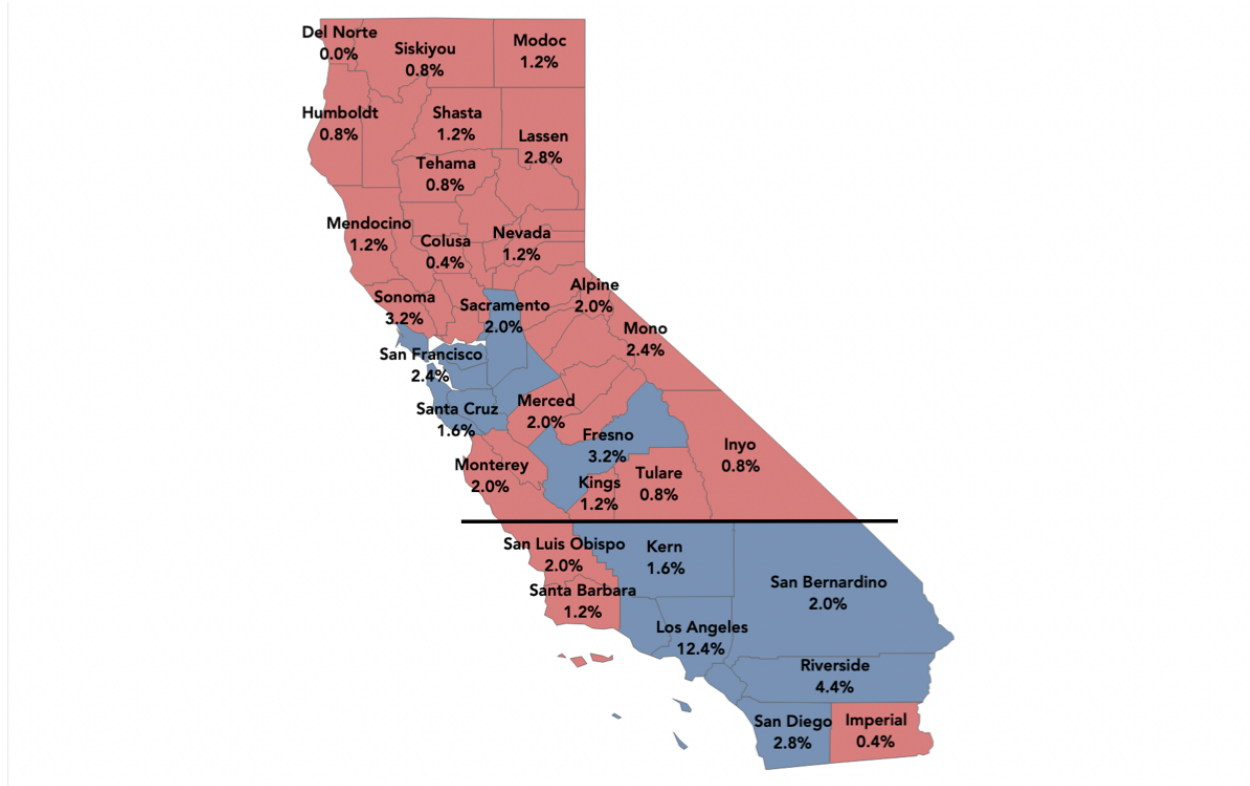 Del Norte
0.0%
Siskiyou
0.8%
Modoc
1.2%
Humboldt
0.8%
Shasta
1.2%
Lassen
2.8%
Tehama
0.8%
Mendocino
1.2%
Colusa
0.4%
Nevada
1.2%
Sonoma
3.2%
Sacramento
2.0%
Alpine
2.0%
Mono
2.4%
San Francisco
2.4%
Santa Cruz
1.6%
Merced
2.0%
Fresno
3.2%
Inyo
0.8%
Monterey
2.0%
Kings
1.2%
Tulare
0.8%
San Luis Obispo
2.0%
Kern
1.6%
San Bernardino
2.0%
Santa Barbara
1.2%
Los Angeles
12.4%
Riverside
4.4%
San Diego
2.8%
Imperial
0.4%